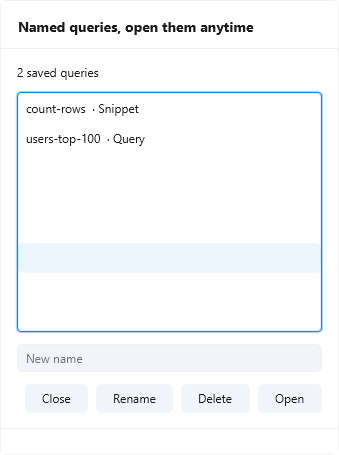 Named queries, open them anytime
2 saved queries
count-rows · Snippet
users-top-100 · Query
New name
Close Rename Delete Open